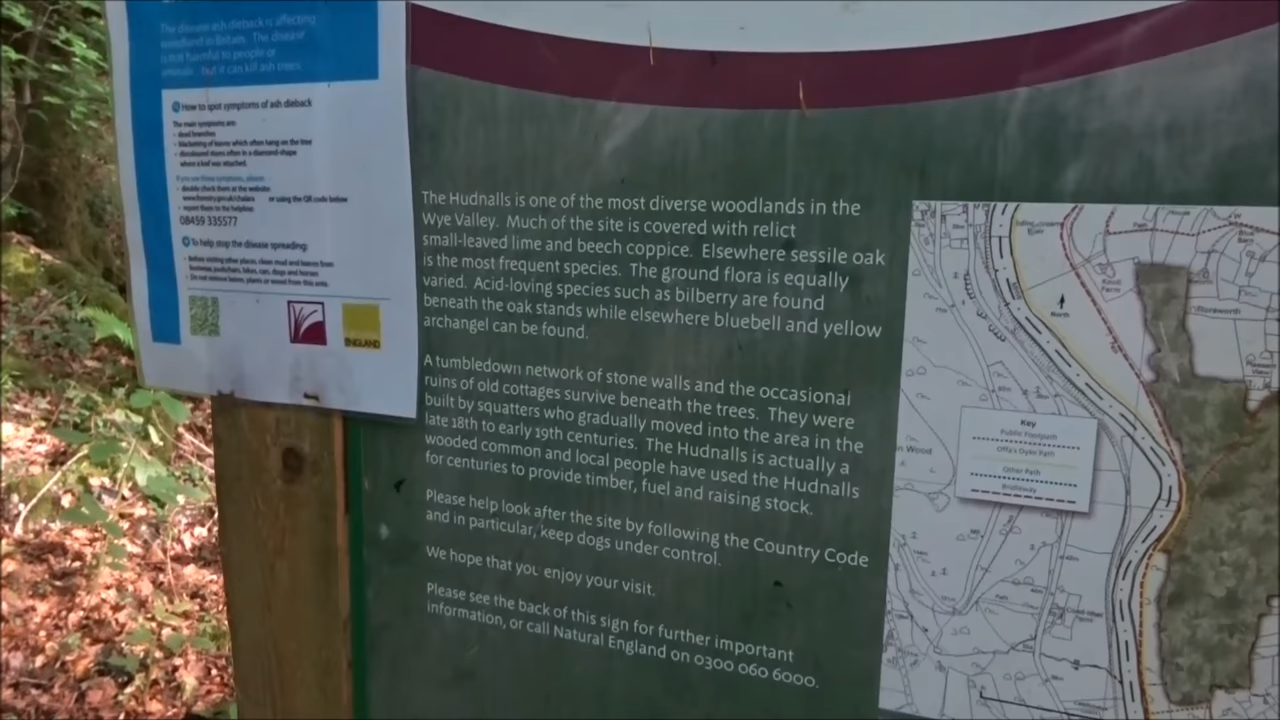 The disease ash dieback is affecting
woodland in Britain. The disease
is not harmful to people or
animals but it can kill ash trees.
How to spot symptoms of ash dieback
The main symptoms are:
- dead branches
- blackening of leaves which often hang on the tree
- discoloured stems often in a diamond-shape
where a leaf was attached.
If you see these symptoms, please:
- double check them at the website
www.forestry.gov.uk/chalara or using the QR code below
- report them to the helpline:
08459 335577
To help stop the disease spreading:
- Before visiting other places, clean mud and leaves from
footwear, pushchairs, bikes, cars, dogs and horses
- Do not remove leaves, plants or wood from this area.
ENGLAND
The Hudnalls is one of the most diverse woodlands in the
Wye Valley. Much of the site is covered with relict
small-leaved lime and beech coppice. Elsewhere sessile oak
is the most frequent species. The ground flora is equally
varied. Acid-loving species such as bilberry are found
beneath the oak stands while elsewhere bluebell and yellow
archangel can be found.
A tumbledown network of stone walls and the occasional
ruins of old cottages survive beneath the trees. They were
built by squatters who gradually moved into the area in the
late 18th to early 19th centuries. The Hudnalls is actually a
wooded common and local people have used the Hudnalls
for centuries to provide timber, fuel and raising stock.
Please help look after the site by following the Country Code
and in particular, keep dogs under control.
We hope that you enjoy your visit.
Please see the back of this sign for further important
information, or call Natural England on 0300 060 6000.
North
Key
Public Footpath
Offa's Dyke Path
Other Path
Bridleway
Knoll
Farm
Path
House
Barn
Florsworth
Pleasant
View
Wood
Path